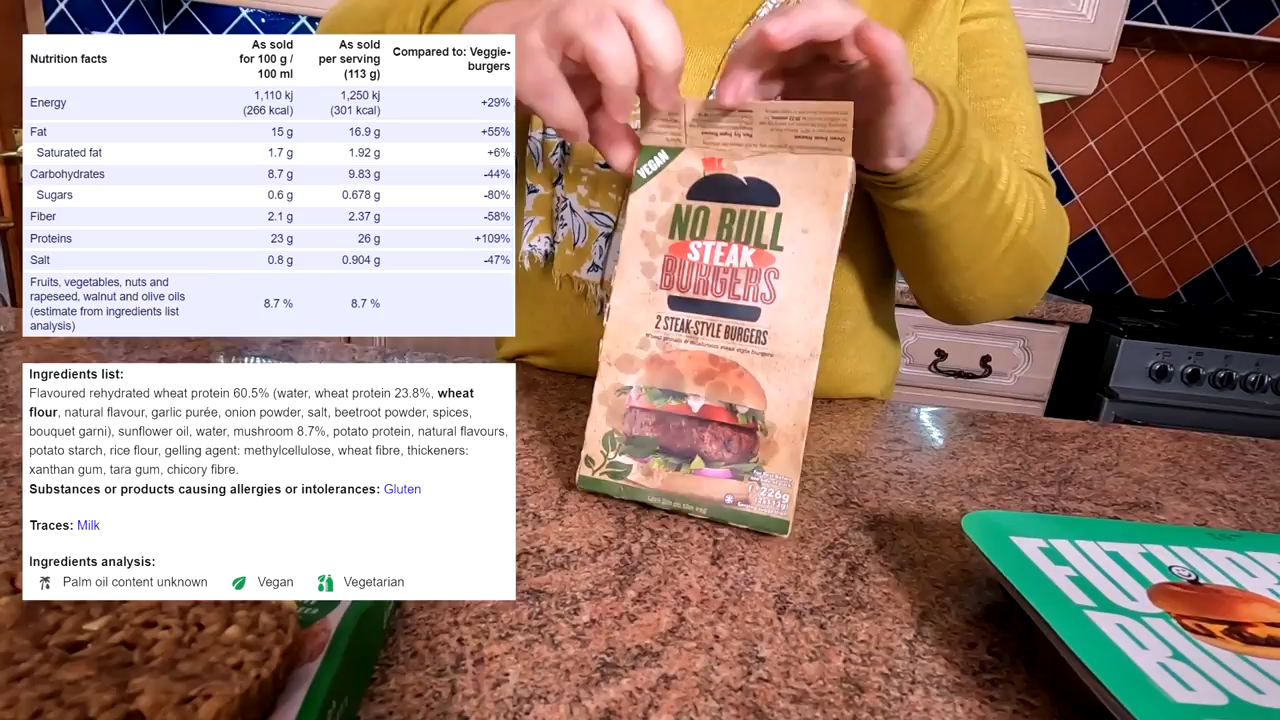 Nutrition facts
As sold for 100 g / 100 ml
As sold per serving (113 g)
Compared to: Veggie-burgers
Energy 1,110 kj (266 kcal) 1,250 kj (301 kcal) +29%
Fat 15 g 16.9 g +55%
Saturated fat 1.7 g 1.92 g +6%
Carbohydrates 8.7 g 9.83 g -44%
Sugars 0.6 g 0.678 g -80%
Fiber 2.1 g 2.37 g -58%
Proteins 23 g 26 g +109%
Salt 0.8 g 0.904 g -47%
Fruits, vegetables, nuts and
rapeseed, walnut and olive oils
(estimate from ingredients list
analysis) 8.7 % 8.7 %
Ingredients list:
Flavoured rehydrated wheat protein 60.5% (water, wheat protein 23.8%, wheat
flour, natural flavour, garlic purée, onion powder, salt, beetroot powder, spices,
bouquet garni), sunflower oil, water, mushroom 8.7%, potato protein, natural flavours,
potato starch, rice flour, gelling agent: methylcellulose, wheat fibre, thickeners:
xanthan gum, tara gum, chicory fibre.
Substances or products causing allergies or intolerances: Gluten
Traces: Milk
Ingredients analysis:
Palm oil content unknown Vegan Vegetarian
VEGAN
NO BULL
STEAK
BURGERS
2 STEAK-STYLE BURGERS
Wheat protein & mushroom steak style burgers
226g
FUTURE